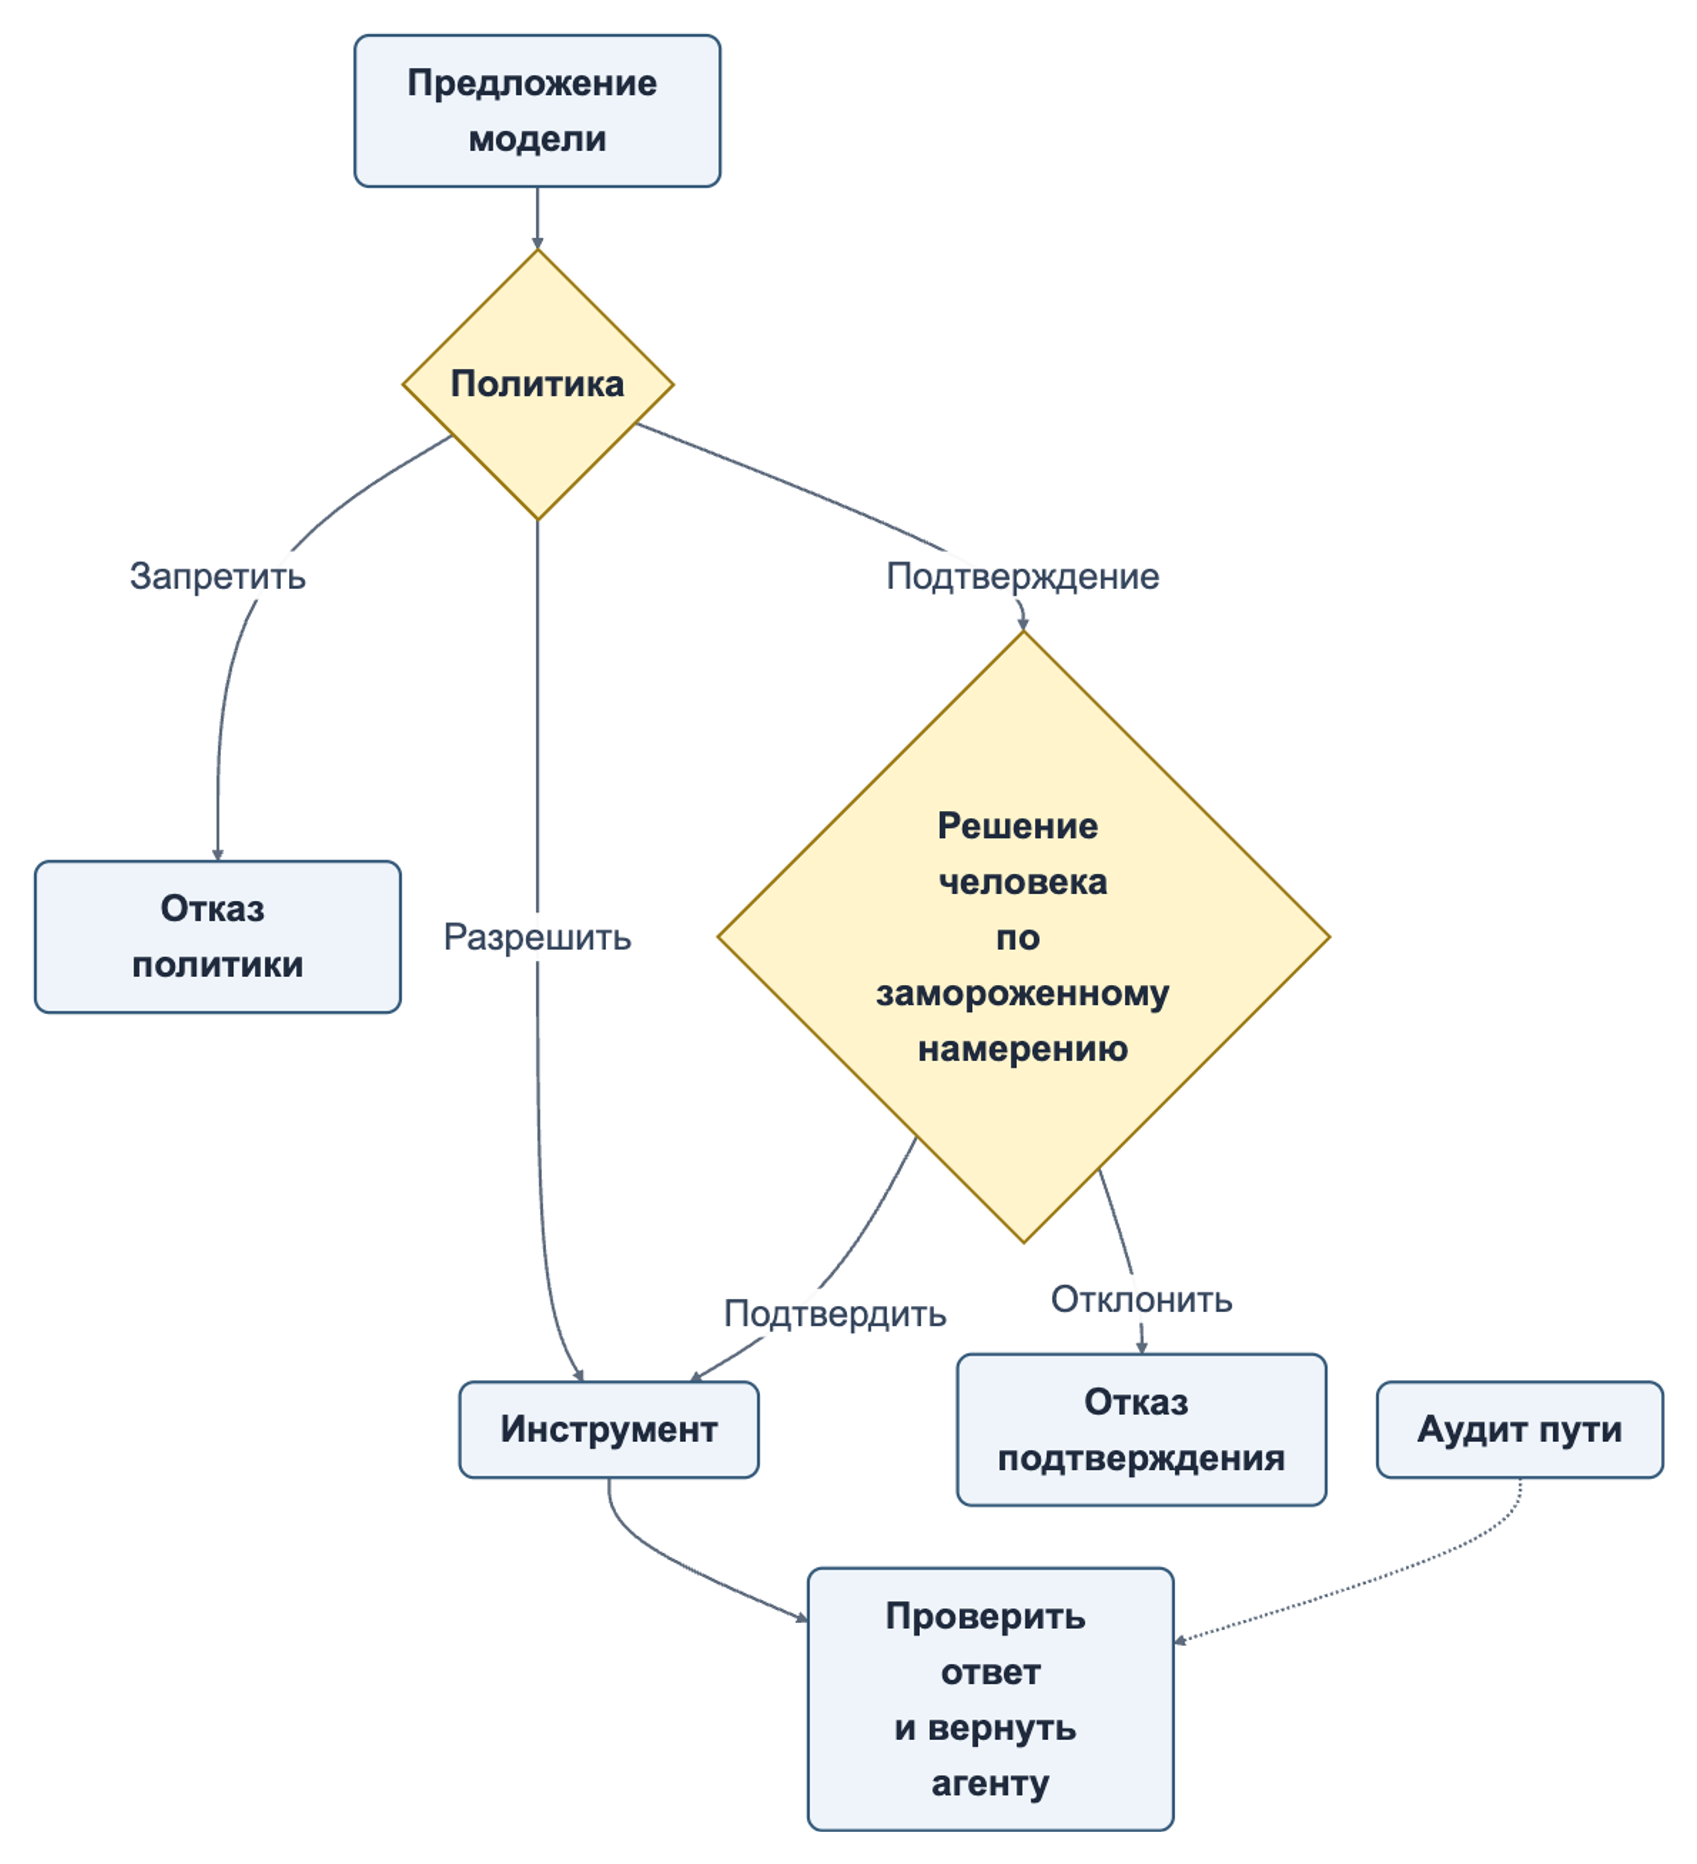 Предложение
модели
Политика
Запретить
Подтверждение
Решение
человека
по
замороженному
намерению
Отказ
политики
Разрешить
Подтвердить
Отклонить
Инструмент
Отказ
подтверждения
Аудит пути
Проверить
ответ
и вернуть
агенту